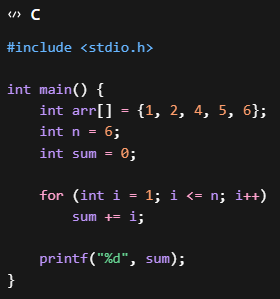 </> C
#include <stdio.h>
int main() {
    int arr[] = {1, 2, 4, 5, 6};
    int n = 6;
    int sum = 0;
    for (int i = 1; i <= n; i++)
        sum += i;
    printf("%d", sum);
}